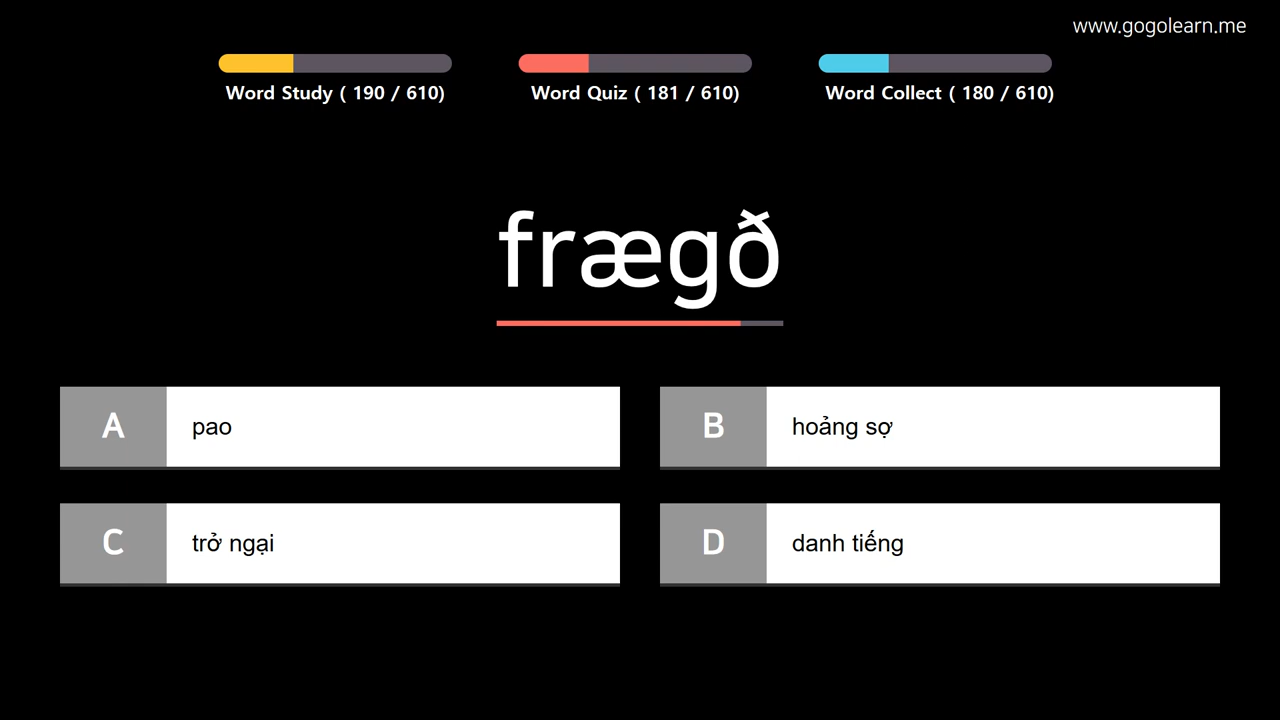 www.gogolearn.me
Word Study ( 190 / 610)
Word Quiz ( 181 / 610)
Word Collect ( 180 / 610)
frægð
A
pao
B
hoảng sợ
C
trở ngại
D
danh tiếng